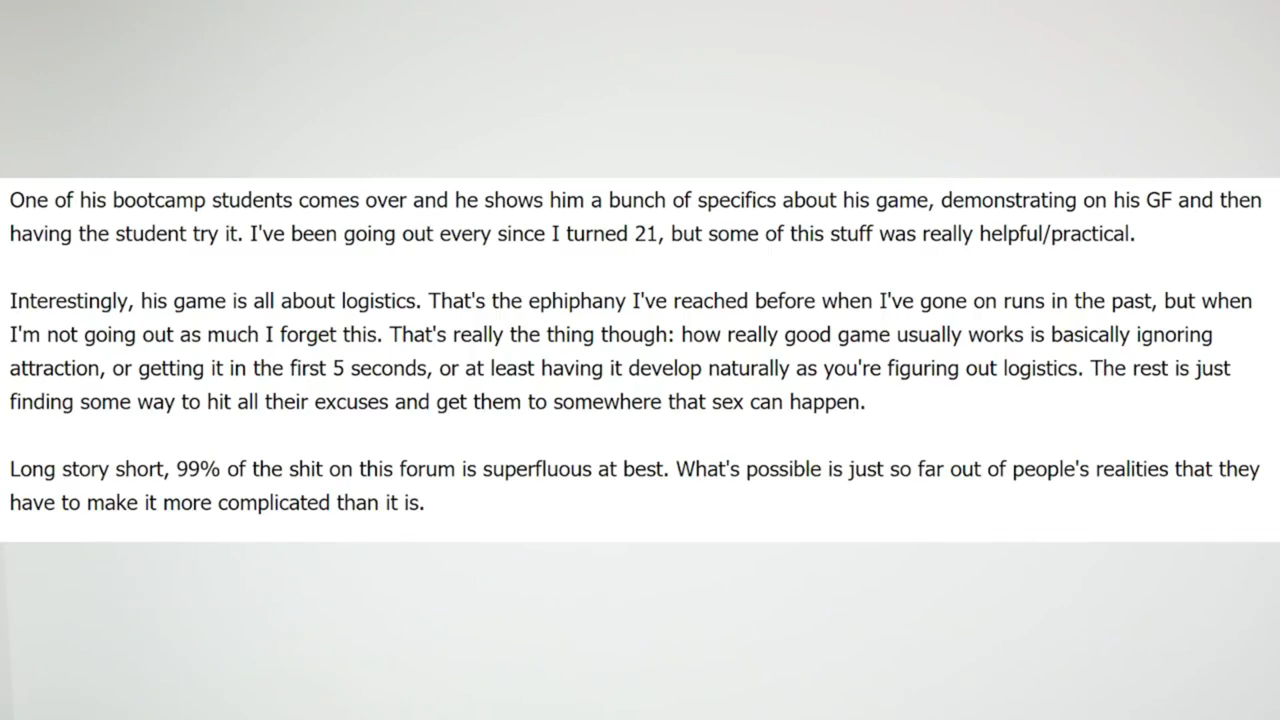 One of his bootcamp students comes over and he shows him a bunch of specifics about his game, demonstrating on his GF and then
having the student try it. I've been going out every since I turned 21, but some of this stuff was really helpful/practical.
Interestingly, his game is all about logistics. That's the ephiphany I've reached before when I've gone on runs in the past, but when
I'm not going out as much I forget this. That's really the thing though: how really good game usually works is basically ignoring
attraction, or getting it in the first 5 seconds, or at least having it develop naturally as you're figuring out logistics. The rest is just
finding some way to hit all their excuses and get them to somewhere that sex can happen.
Long story short, 99% of the shit on this forum is superfluous at best. What's possible is just so far out of people's realities that they
have to make it more complicated than it is.